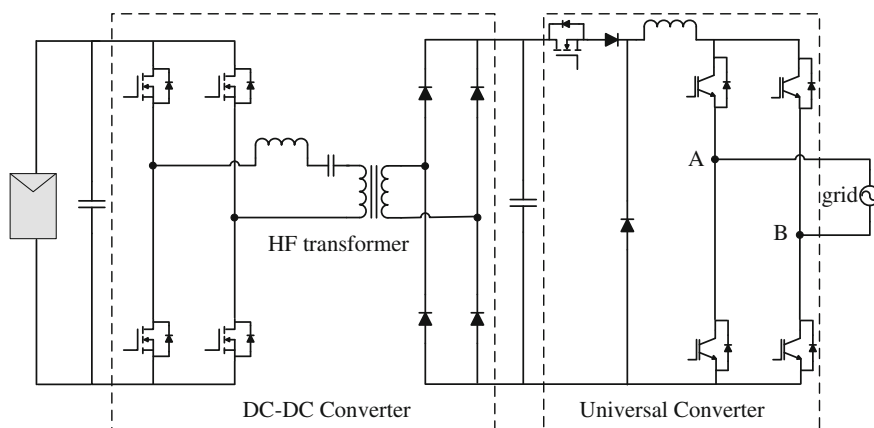 A
grid
B
HF transformer
DC-DC Converter
Universal Converter